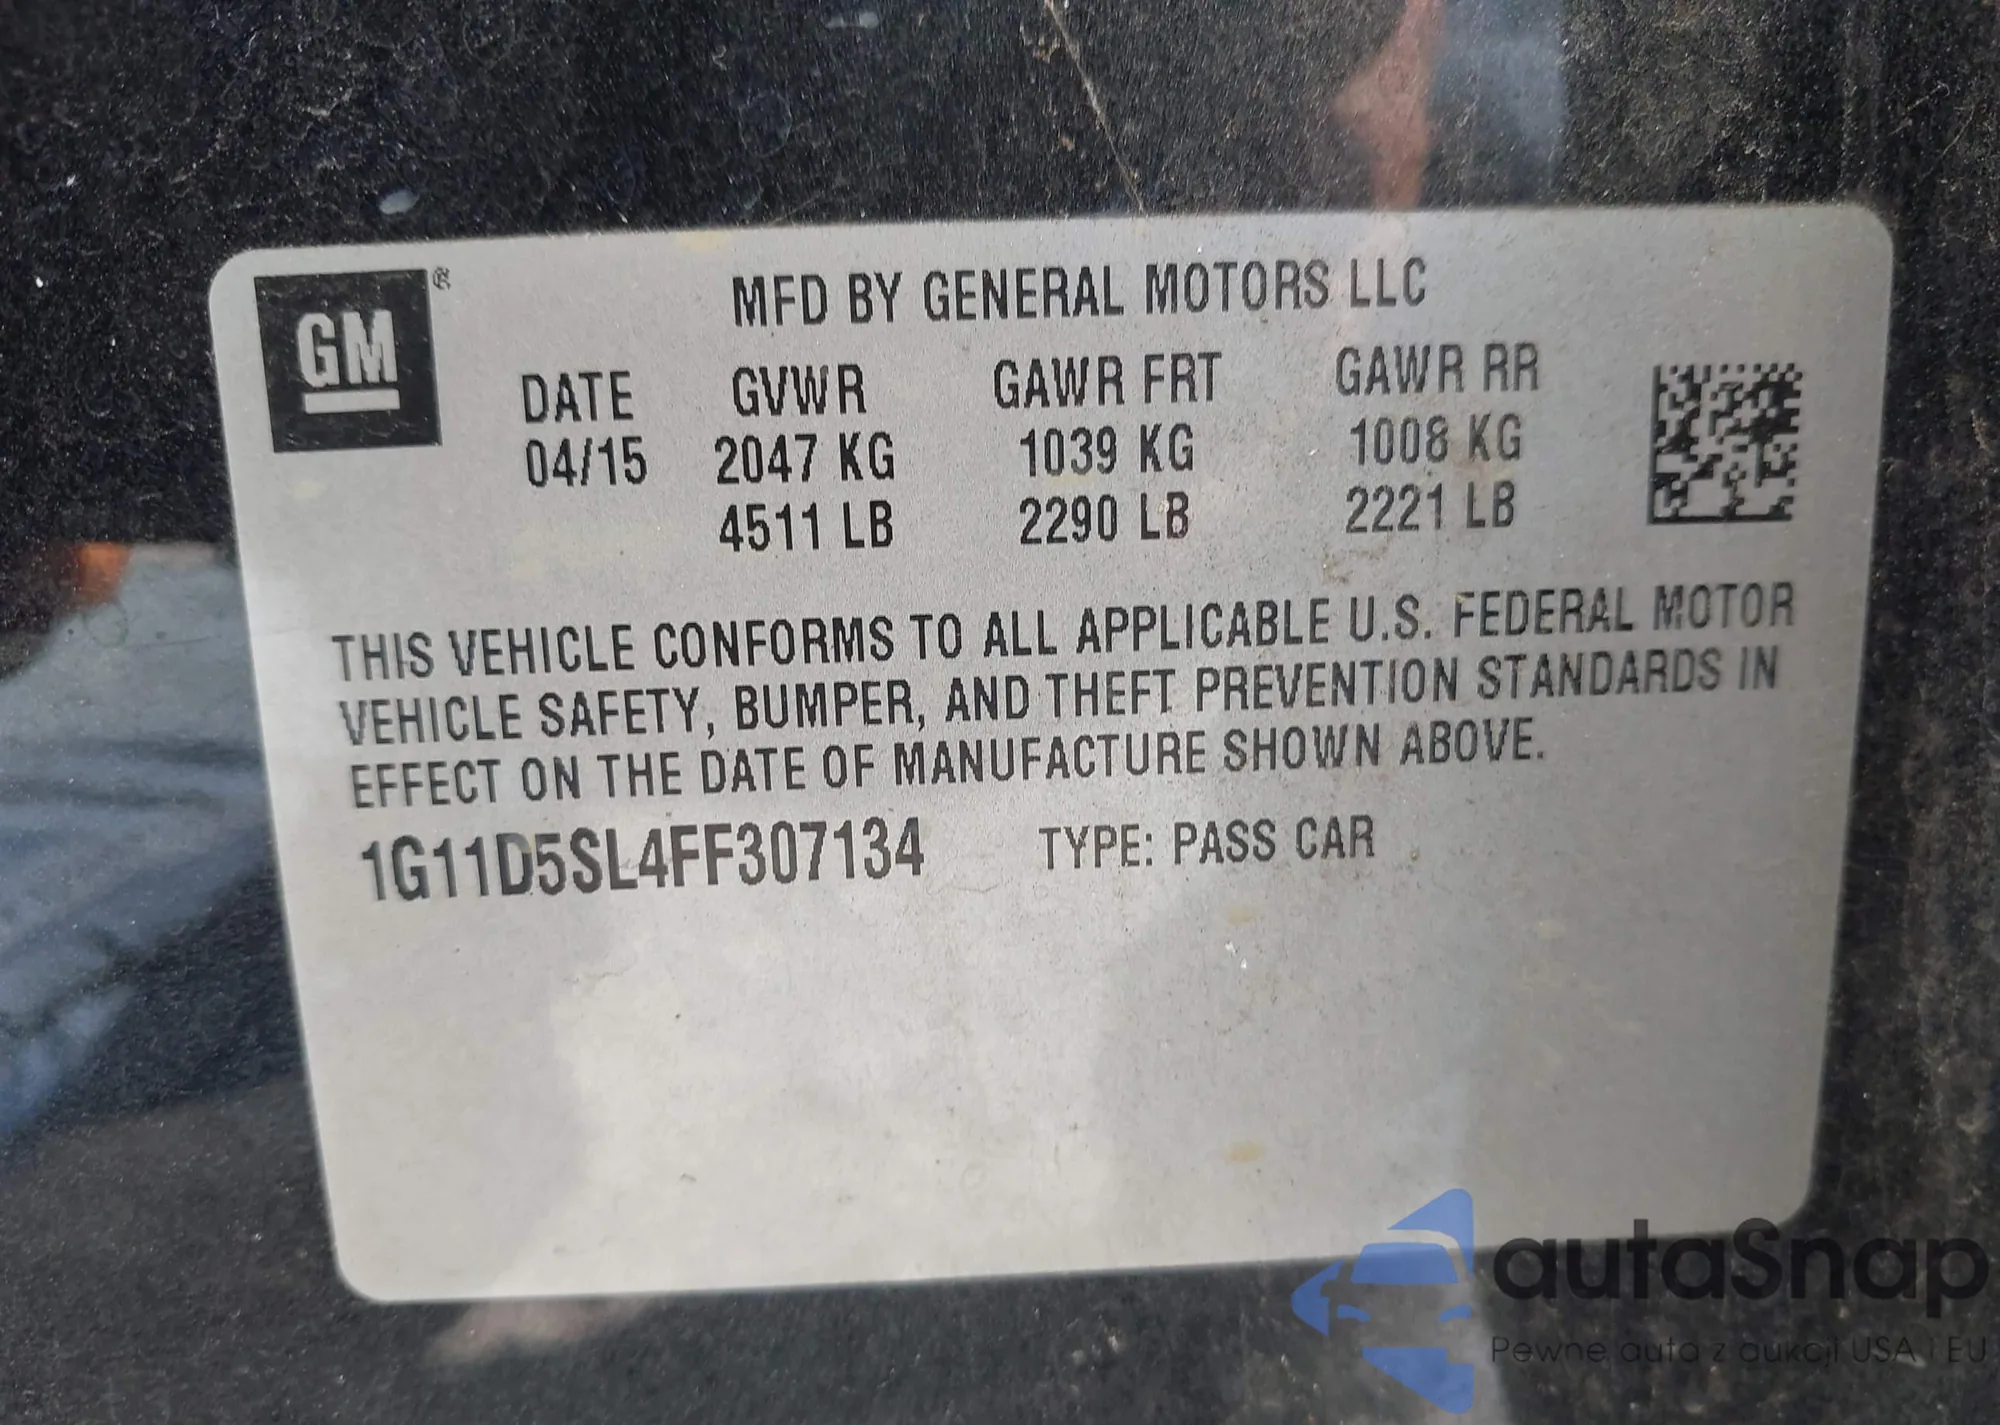 GM ®
MFD BY GENERAL MOTORS LLC
DATE GVWR GAWR FRT GAWR RR
04/15 2047 KG 1039 KG 1008 KG
4511 LB 2290 LB 2221 LB
THIS VEHICLE CONFORMS TO ALL APPLICABLE U.S. FEDERAL MOTOR
VEHICLE SAFETY, BUMPER, AND THEFT PREVENTION STANDARDS IN
EFFECT ON THE DATE OF MANUFACTURE SHOWN ABOVE.
1G11D5SL4FF307134 TYPE: PASS CAR
autaSnap
Pewne auta z aukcji USA i EU